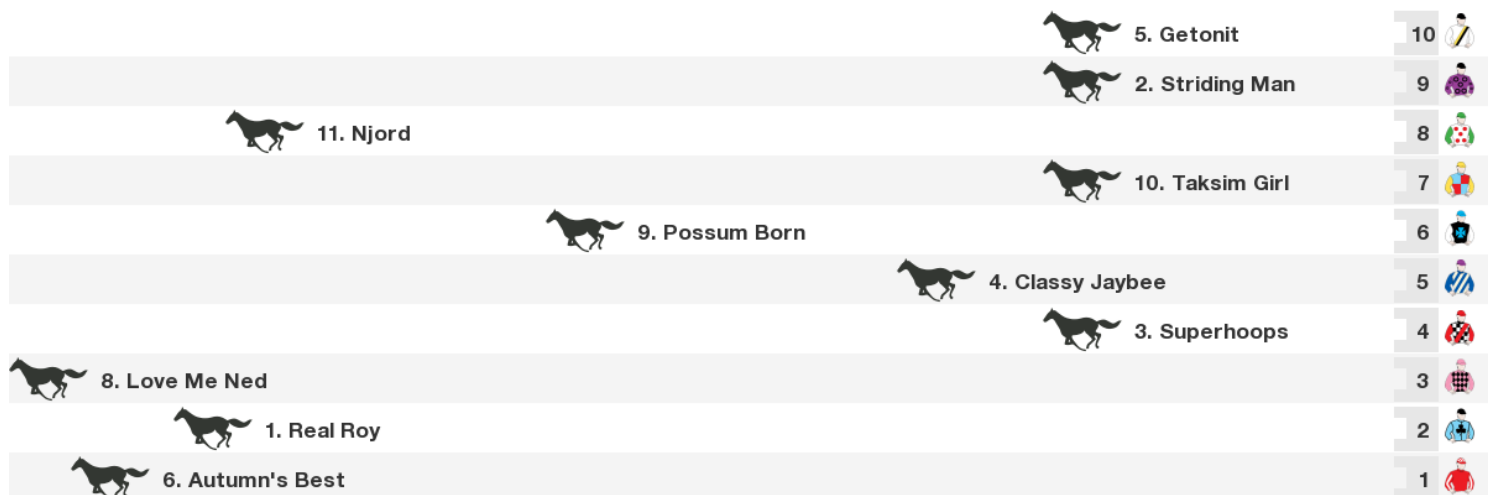 5. Getonit 10
2. Striding Man 9
11. Njord 8
10. Taksim Girl 7
9. Possum Born 6
4. Classy Jaybee 5
3. Superhoops 4
8. Love Me Ned 3
1. Real Roy 2
6. Autumn's Best 1